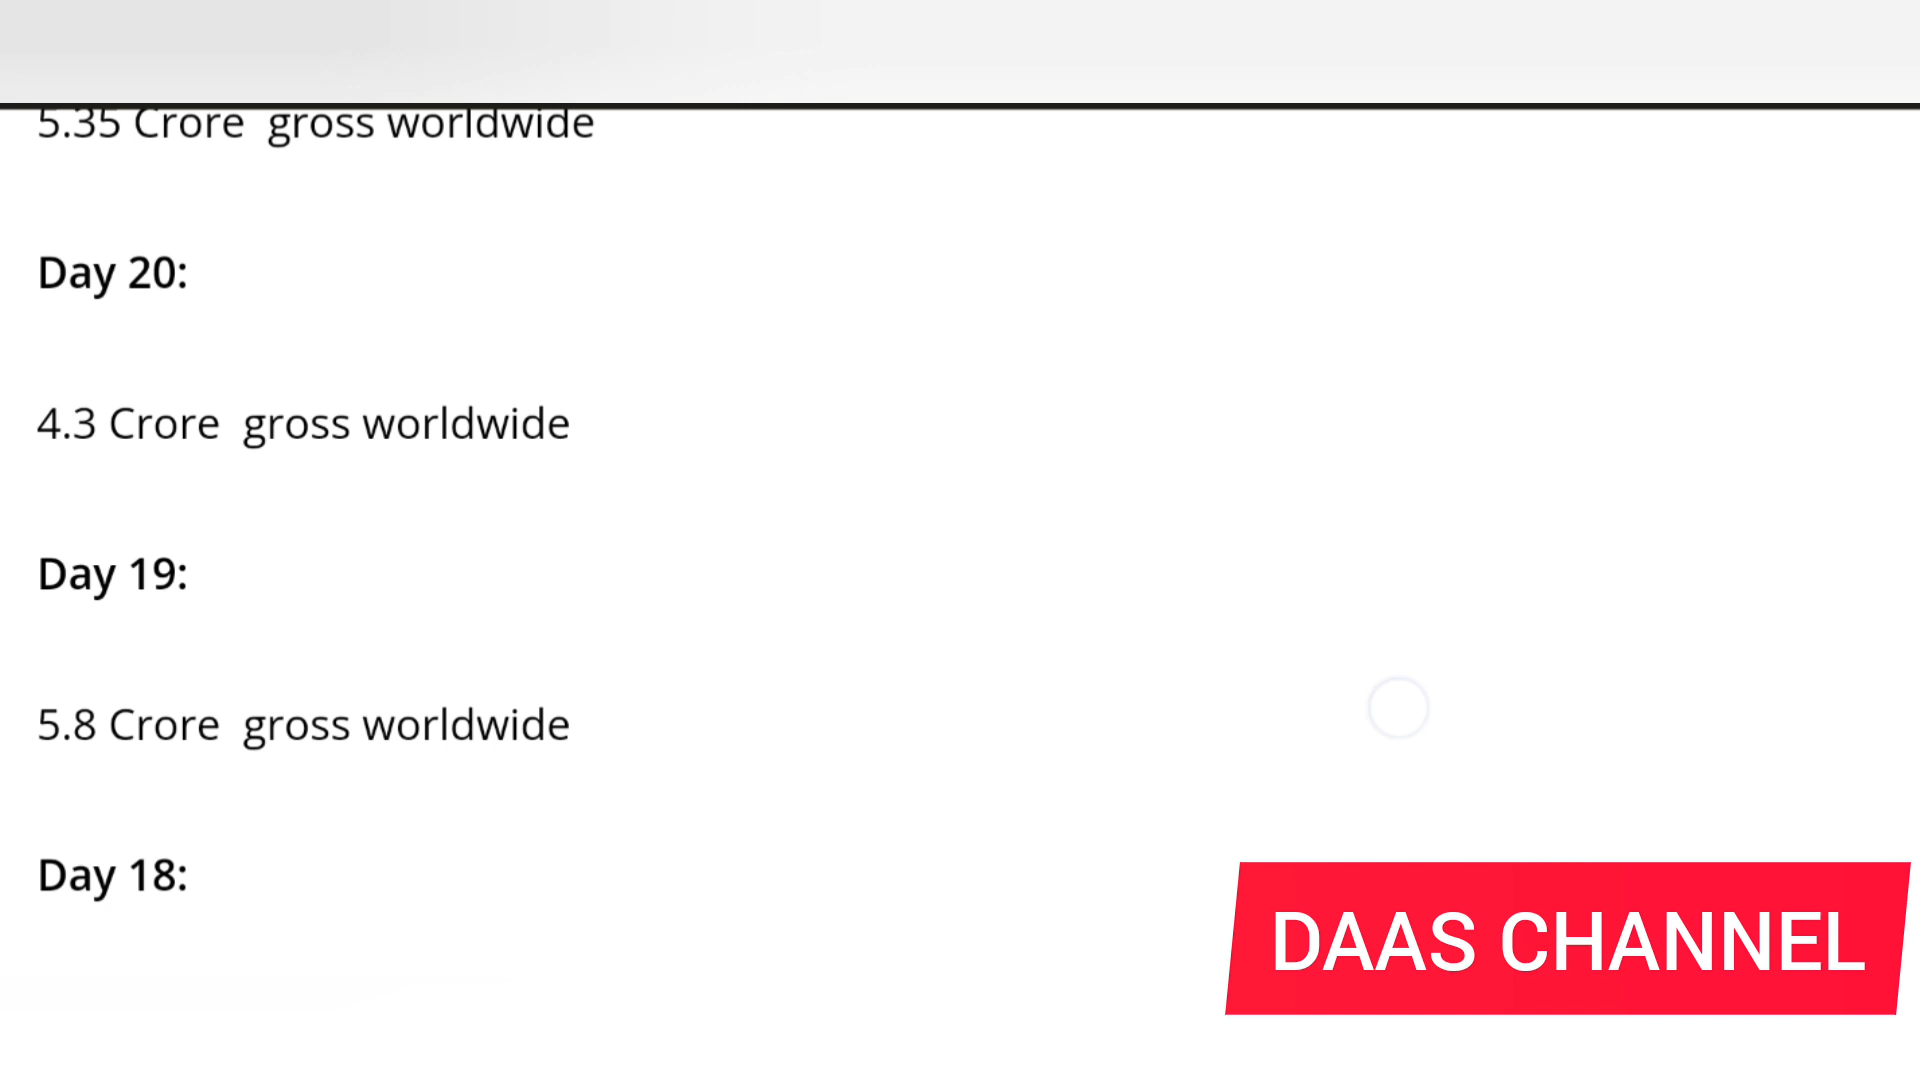 5.35 Crore gross worldwide
Day 20:
4.3 Crore gross worldwide
Day 19:
5.8 Crore gross worldwide
Day 18:
DAAS CHANNEL